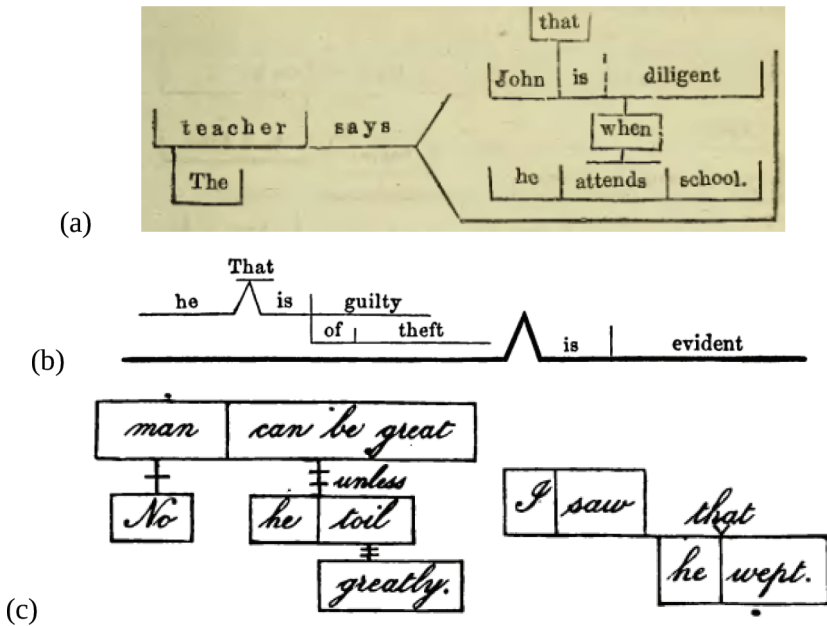 that
John is diligent
teacher says when
The he attends school.
(a)
That
he is guilty
of theft
(b) is evident
man can be great
unless
No he toil
greatly.
I saw that
he wept.
(c)